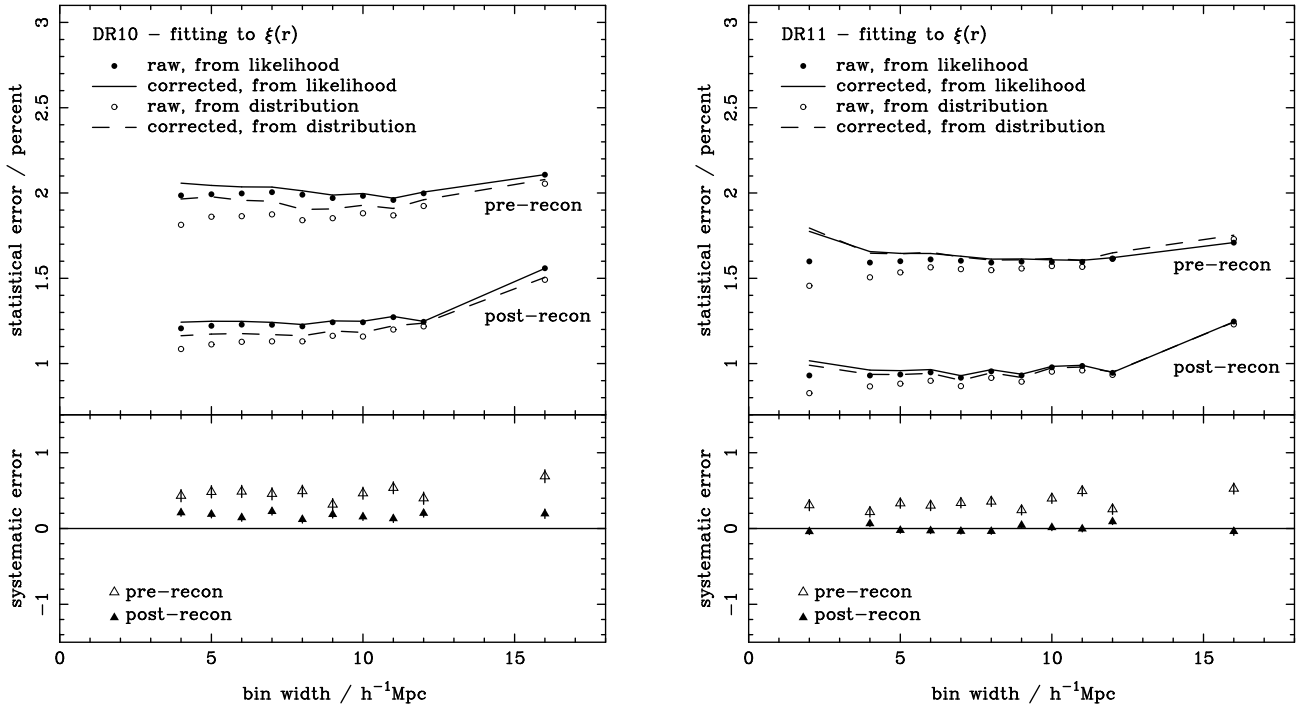 DR10 − fitting to ξ(r)
raw, from likelihood
corrected, from likelihood
raw, from distribution
corrected, from distribution
pre−recon
post−recon
statistical error / percent
3
2.5
2
1.5
1
systematic error
1
0
−1
pre−recon
post−recon
0
5
10
15
bin width / h⁻¹Mpc
DR11 − fitting to ξ(r)
raw, from likelihood
corrected, from likelihood
raw, from distribution
corrected, from distribution
pre−recon
post−recon
statistical error / percent
3
2.5
2
1.5
1
systematic error
1
0
−1
pre−recon
post−recon
0
5
10
15
bin width / h⁻¹Mpc